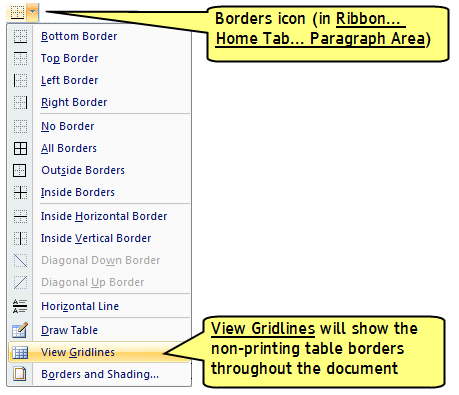 Borders icon (in Ribbon...
Home Tab... Paragraph Area)
Bottom Border
Top Border
Left Border
Right Border
No Border
All Borders
Outside Borders
Inside Borders
Inside Horizontal Border
Inside Vertical Border
Diagonal Down Border
Diagonal Up Border
Horizontal Line
Draw Table
View Gridlines
Borders and Shading...
View Gridlines will show the
non-printing table borders
throughout the document